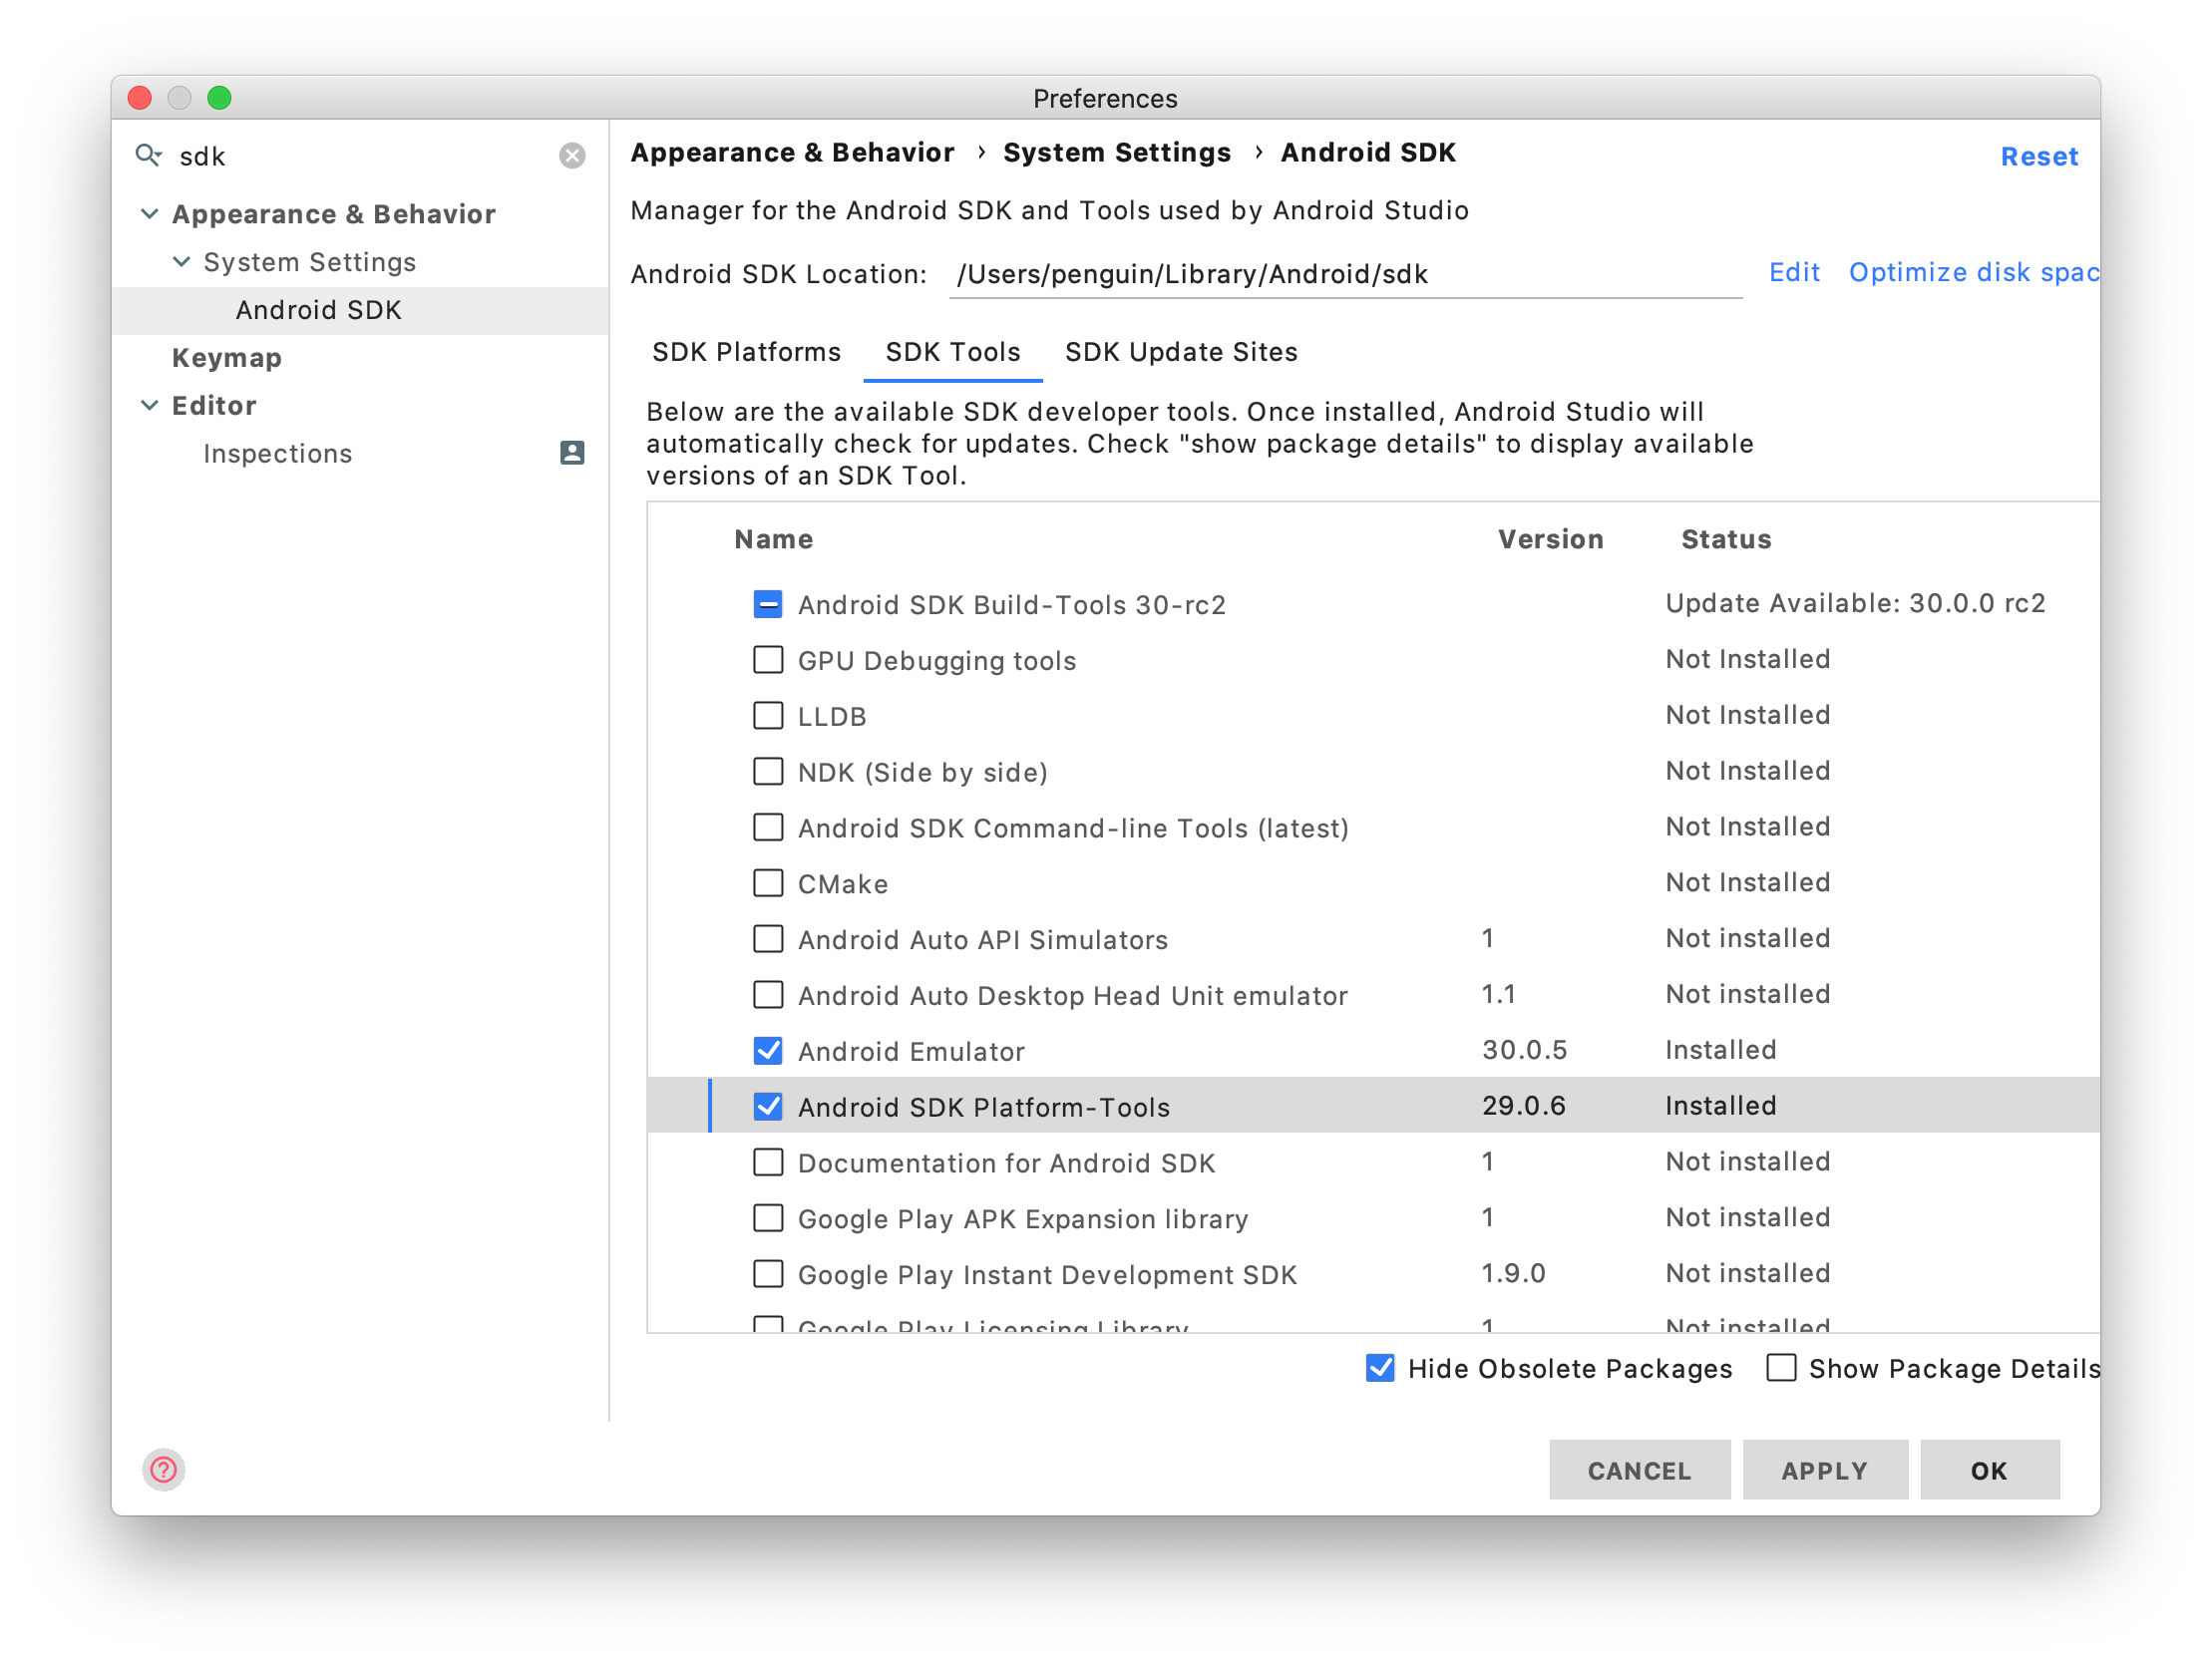 Preferences
sdk
Appearance & Behavior
System Settings
Android SDK
Keymap
Editor
Inspections
Appearance & Behavior › System Settings › Android SDK
Reset
Manager for the Android SDK and Tools used by Android Studio
Android SDK Location: /Users/penguin/Library/Android/sdk Edit Optimize disk spac
SDK Platforms SDK Tools SDK Update Sites
Below are the available SDK developer tools. Once installed, Android Studio will
automatically check for updates. Check "show package details" to display available
versions of an SDK Tool.
Name Version Status
Android SDK Build-Tools 30-rc2 Update Available: 30.0.0 rc2
GPU Debugging tools Not Installed
LLDB Not Installed
NDK (Side by side) Not Installed
Android SDK Command-line Tools (latest) Not Installed
CMake Not Installed
Android Auto API Simulators 1 Not installed
Android Auto Desktop Head Unit emulator 1.1 Not installed
Android Emulator 30.0.5 Installed
Android SDK Platform-Tools 29.0.6 Installed
Documentation for Android SDK 1 Not installed
Google Play APK Expansion library 1 Not installed
Google Play Instant Development SDK 1.9.0 Not installed
Google Play Licensing Library 1 Not installed
Hide Obsolete Packages Show Package Details
? CANCEL APPLY OK